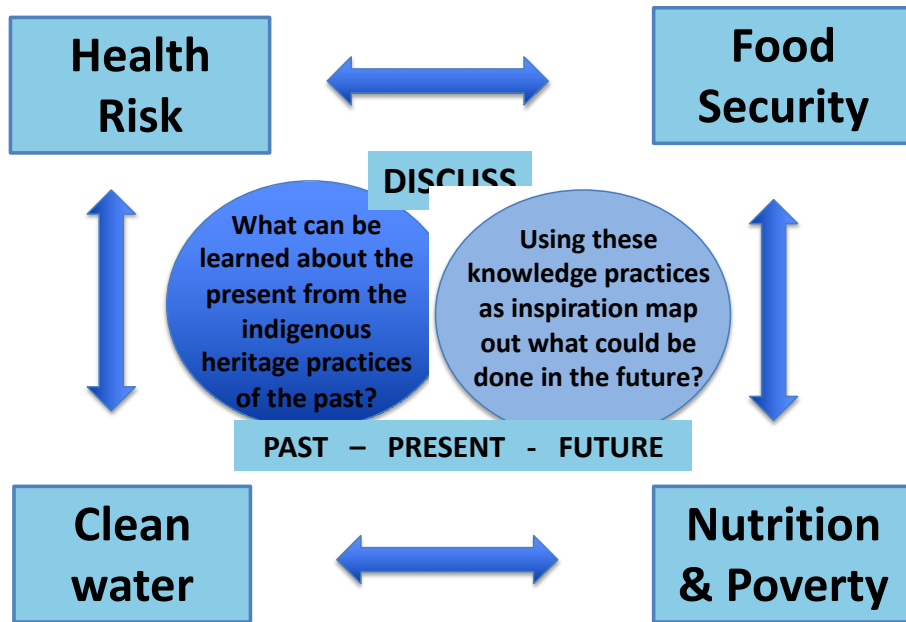 Health
Risk
Food
Security
DISCUSS
What can be
learned about the
present from the
indigenous
heritage practices
of the past?
Using these
knowledge practices
as inspiration map
out what could be
done in the future?
PAST – PRESENT - FUTURE
Clean
water
Nutrition
& Poverty